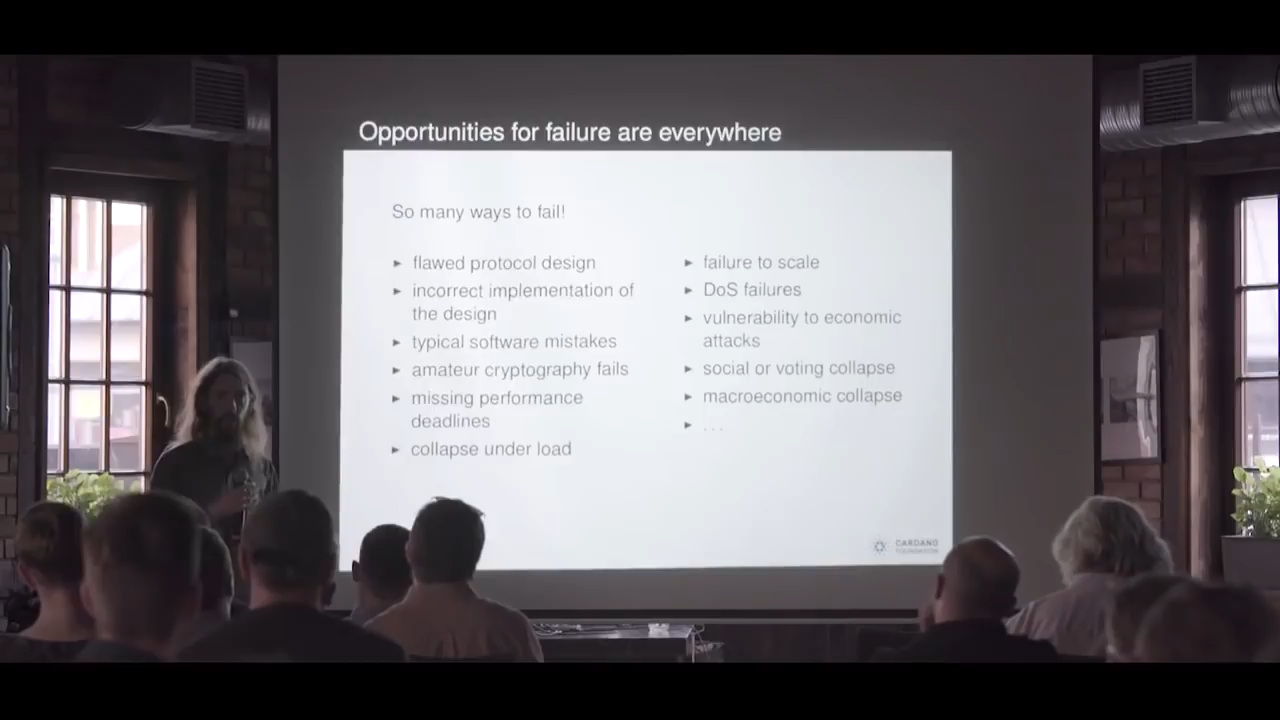 Opportunities for failure are everywhere
So many ways to fail!
▸ flawed protocol design
▸ incorrect implementation of
the design
▸ typical software mistakes
▸ amateur cryptography fails
▸ missing performance
deadlines
▸ collapse under load
▸ failure to scale
▸ DoS failures
▸ vulnerability to economic
attacks
▸ social or voting collapse
▸ macroeconomic collapse
▸ ...
CARDANO
FOUNDATION